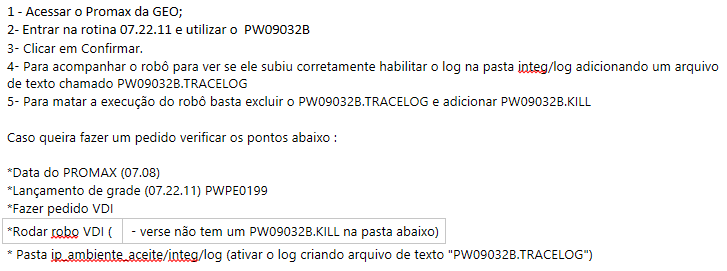 1 - Acessar o Promax da GEO;
2- Entrar na rotina 07.22.11 e utilizar o  PW09032B
3- Clicar em Confirmar.
4- Para acompanhar o robô para ver se ele subiu corretamente habilitar o log na pasta integ/log adicionando um arquivo
de texto chamado PW09032B.TRACELOG
5- Para matar a execução do robô basta excluir o PW09032B.TRACELOG e adicionar PW09032B.KILL
Caso queira fazer um pedido verificar os pontos abaixo :
*Data do PROMAX (07.08)
*Lançamento de grade (07.22.11) PWPE0199
*Fazer pedido VDI
*Rodar robo VDI ( - verse não tem um PW09032B.KILL na pasta abaixo)
* Pasta ip_ambiente_aceite/integ/log (ativar o log criando arquivo de texto "PW09032B.TRACELOG")